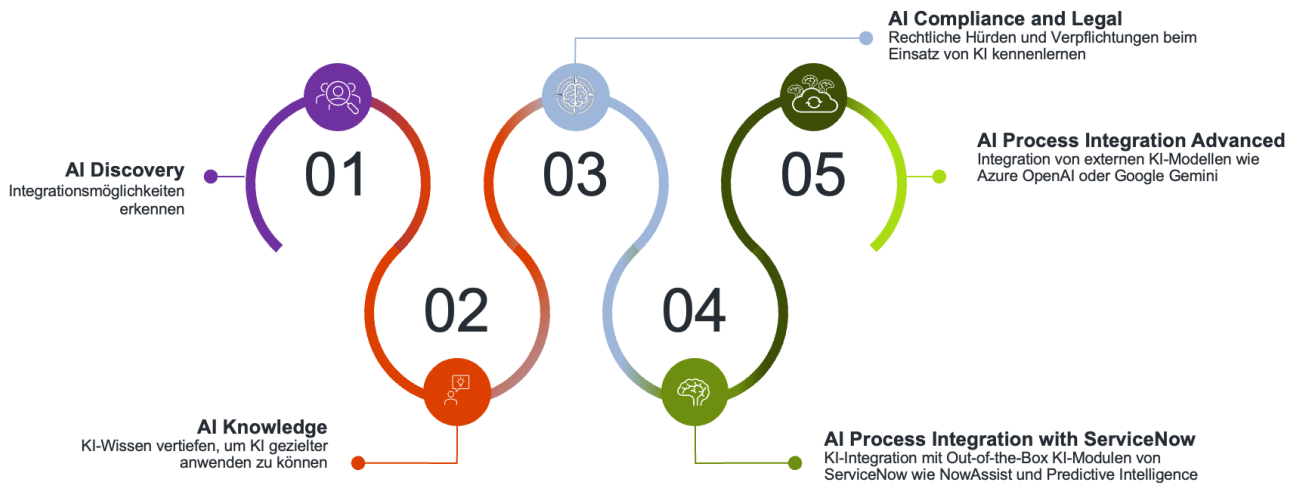 01
AI Discovery
Integrationsmöglichkeiten
erkennen
02
AI Knowledge
KI-Wissen vertiefen, um KI gezielter
anwenden zu können
03
AI Compliance and Legal
Rechtliche Hürden und Verpflichtungen beim
Einsatz von KI kennenlernen
04
AI Process Integration with ServiceNow
KI-Integration mit Out-of-the-Box KI-Modulen von
ServiceNow wie NowAssist und Predictive Intelligence
05
AI Process Integration Advanced
Integration von externen KI-Modellen wie
Azure OpenAI oder Google Gemini